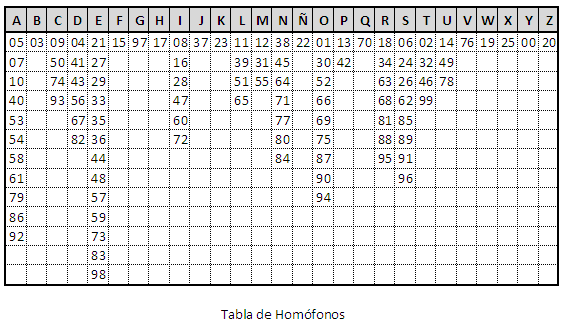 A B C D E F G H I J K L M N Ñ O P Q R S T U V W X Y Z
05 03 09 04 21 15 97 17 08 37 23 11 12 38 22 01 13 70 18 06 02 14 76 19 25 00 20
07 50 41 27 16 39 31 45 30 42 34 24 32 49
10 74 43 29 28 51 55 64 52 63 26 46 78
40 93 56 33 47 65 71 66 68 62 99
53 67 35 60 77 69 81 85
54 82 36 72 80 75 88 89
58 44 84 87 95 91
61 48 90 96
79 57 94
86 59
92 73
83
98
Tabla de Homófonos